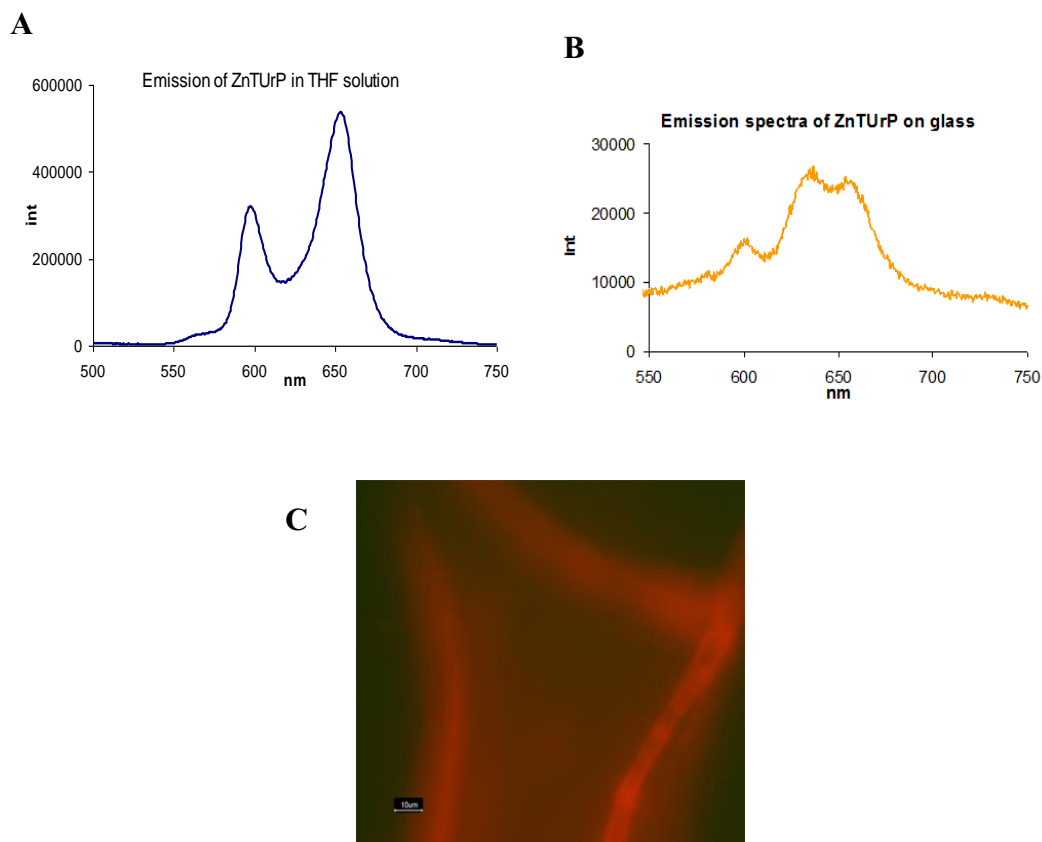 A
Emission of ZnTUrP in THF solution
600000
400000
200000
0
int
500
550
600
650
700
750
nm
B
Emission spectra of ZnTUrP on glass
30000
20000
10000
0
Int
550
600
650
700
750
nm
C
10um